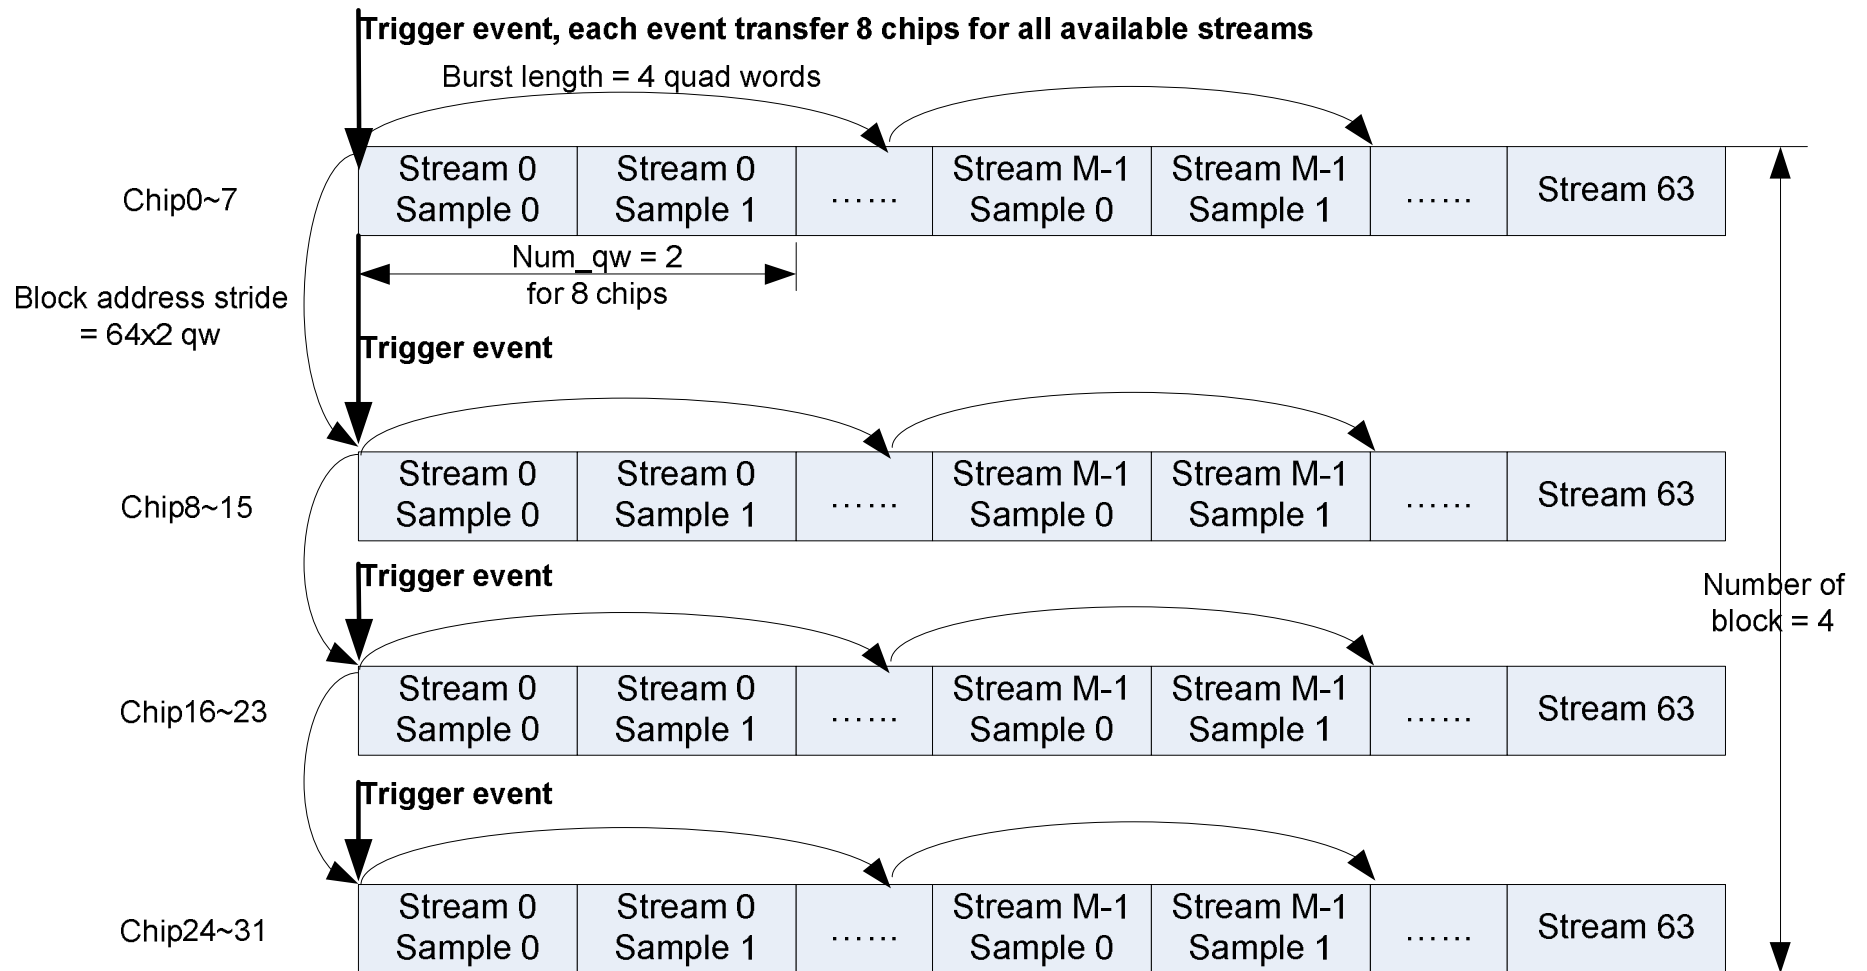 Trigger event, each event transfer 8 chips for all available streams
Burst length = 4 quad words
Chip0~7
Stream 0
Sample 0
Stream 0
Sample 1
……
Stream M-1
Sample 0
Stream M-1
Sample 1
……
Stream 63
Num_qw = 2
for 8 chips
Block address stride
= 64x2 qw
Trigger event
Chip8~15
Stream 0
Sample 0
Stream 0
Sample 1
……
Stream M-1
Sample 0
Stream M-1
Sample 1
……
Stream 63
Trigger event
Number of
block = 4
Chip16~23
Stream 0
Sample 0
Stream 0
Sample 1
……
Stream M-1
Sample 0
Stream M-1
Sample 1
……
Stream 63
Trigger event
Chip24~31
Stream 0
Sample 0
Stream 0
Sample 1
……
Stream M-1
Sample 0
Stream M-1
Sample 1
……
Stream 63